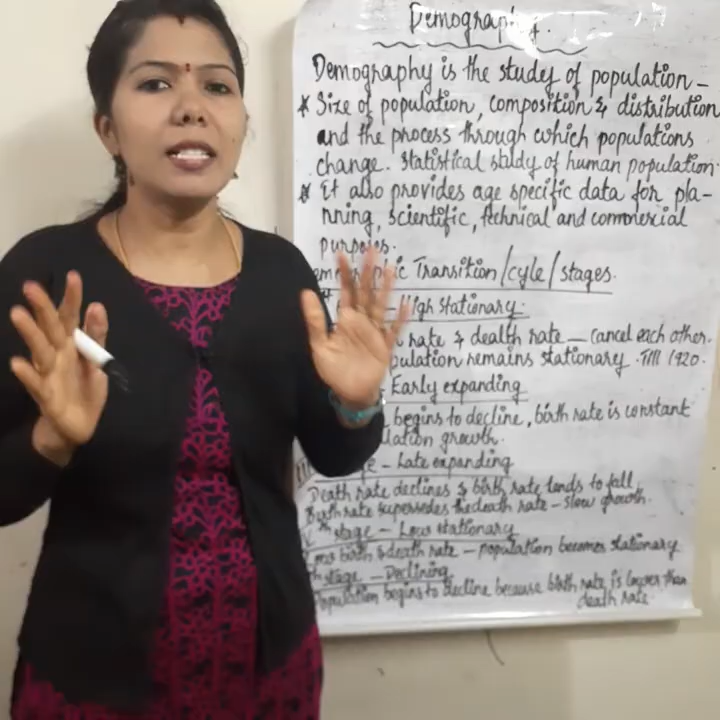 Demography.
Demography is the study of population -
* Size of population, composition & distribution
and the process through which populations
change. Statistical study of human population.
* It also provides age specific data for pla-
nning, scientific, technical and commercial
purposes.
Transition/cycle/stages.
- High stationary.
rate & death rate - cancel each other.
population remains stationary. Till 1920.
- Early expanding
begins to decline, birth rate is constant
growth.
- Late expanding
Death rate declines & birth rate tends to fall
Birth rate supersedes the death rate - slow growth.
stage - Low stationary
birth & death rate - population becomes stationary
stage - Declining
Population begins to decline because birth rate is lower than
death rate.